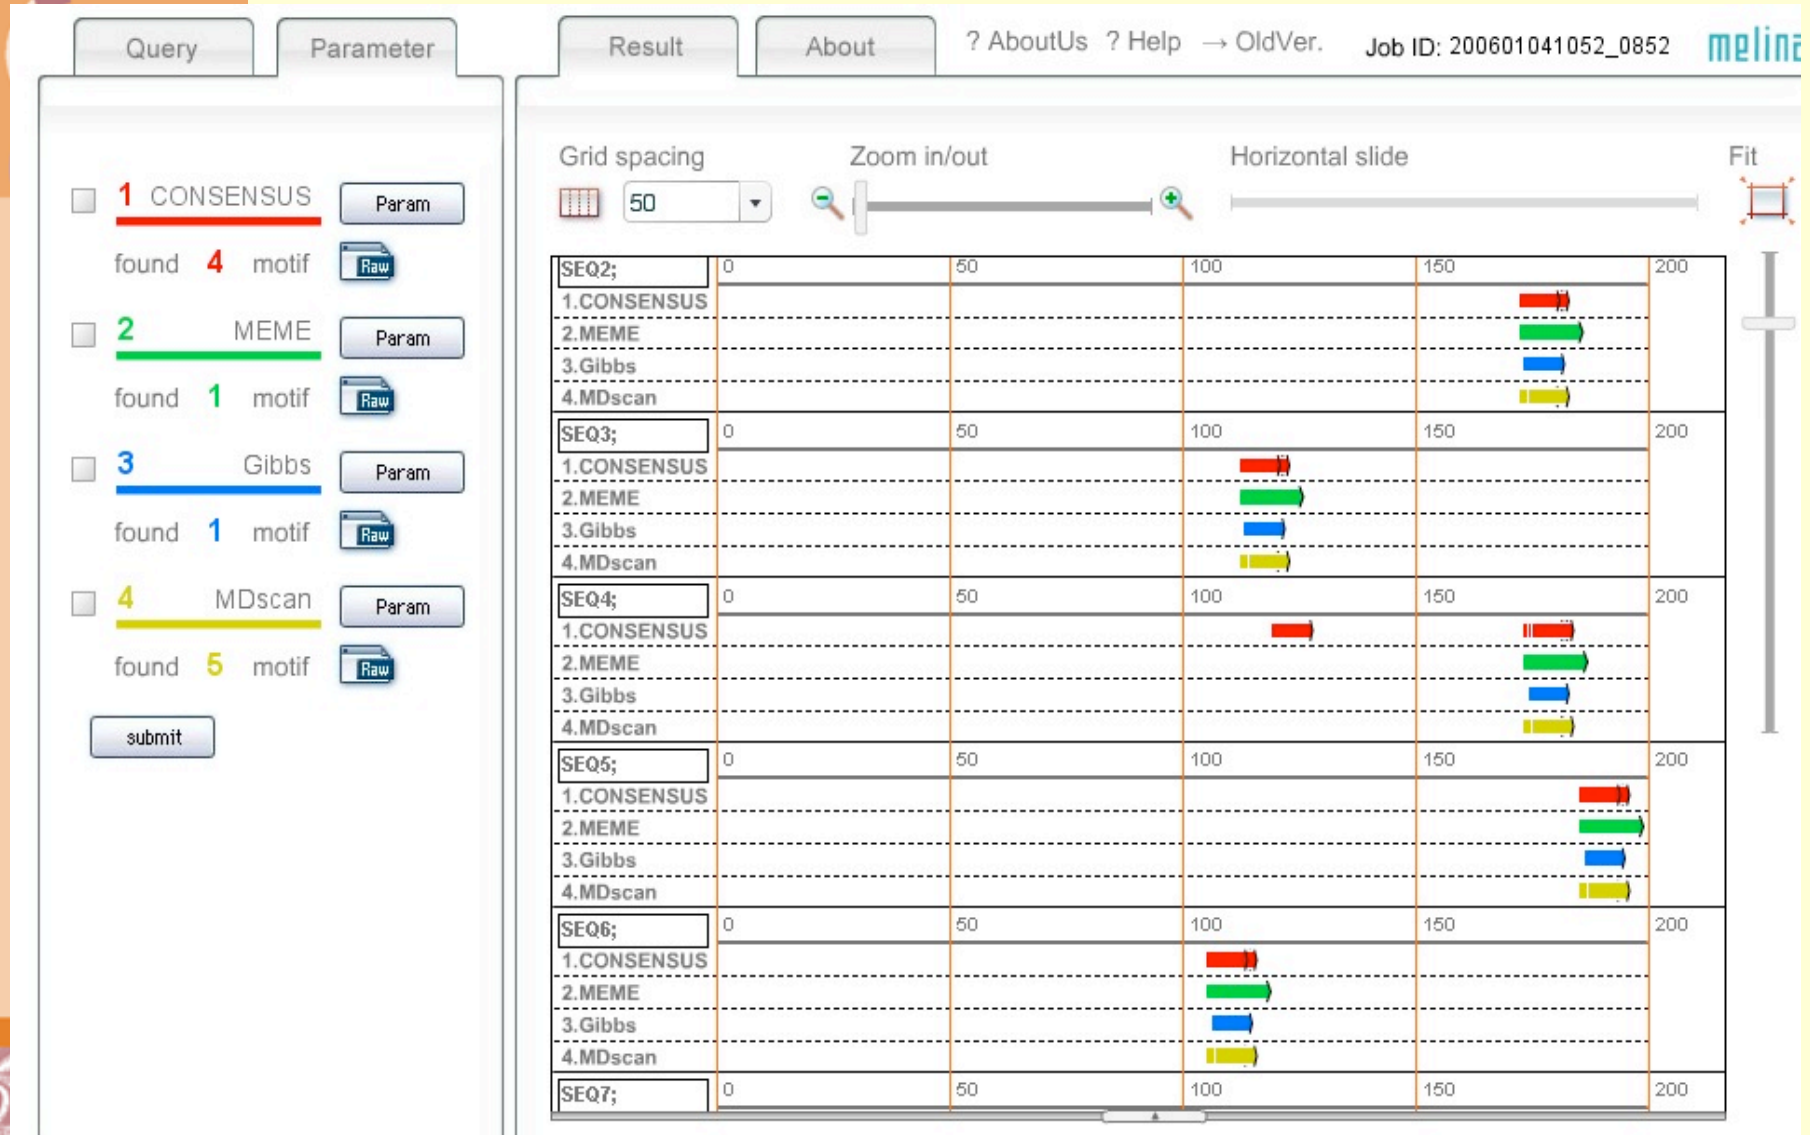 Query Parameter Result About ? AboutUs ? Help → OldVer. Job ID: 200601041052_0852
Grid spacing Zoom in/out Horizontal slide Fit
50
1 CONSENSUS Param
found 4 motif Raw
2 MEME Param
found 1 motif Raw
3 Gibbs Param
found 1 motif Raw
4 MDscan Param
found 5 motif Raw
submit
SEQ2; 0 50 100 150 200
1.CONSENSUS
2.MEME
3.Gibbs
4.MDscan
SEQ3; 0 50 100 150 200
1.CONSENSUS
2.MEME
3.Gibbs
4.MDscan
SEQ4; 0 50 100 150 200
1.CONSENSUS
2.MEME
3.Gibbs
4.MDscan
SEQ5; 0 50 100 150 200
1.CONSENSUS
2.MEME
3.Gibbs
4.MDscan
SEQ6; 0 50 100 150 200
1.CONSENSUS
2.MEME
3.Gibbs
4.MDscan
SEQ7; 0 50 100 150 200